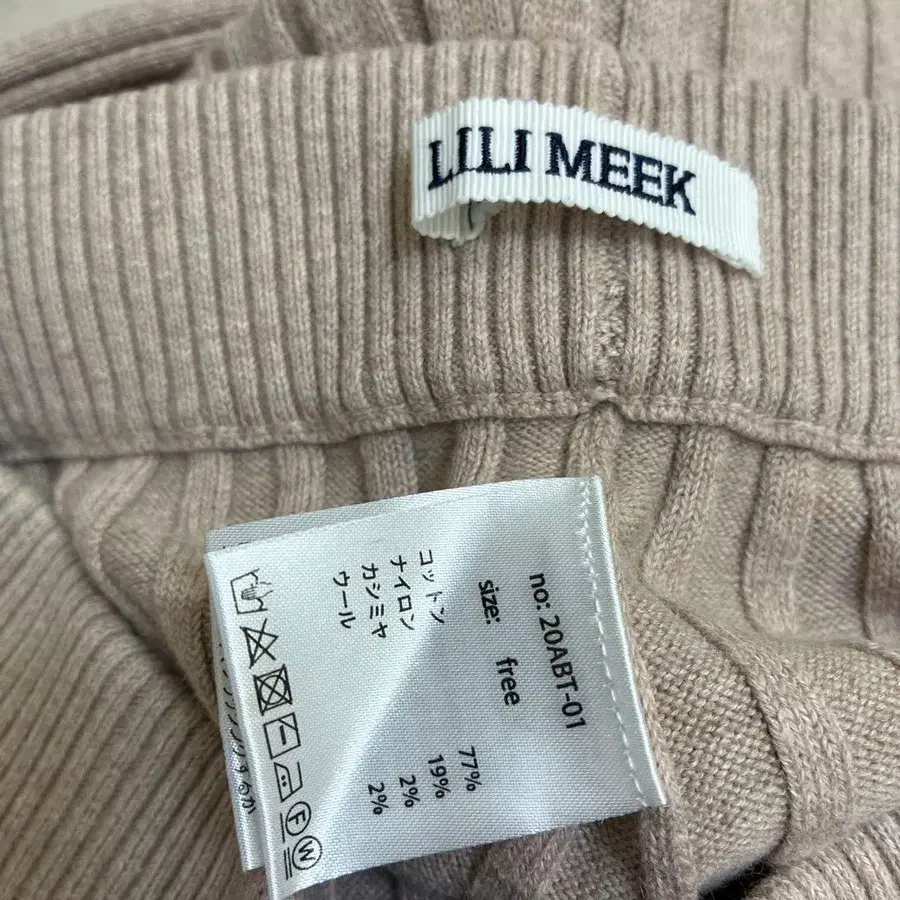 LILI MEEK
no: 20ABT-01
size: free
コットン 77%
ナイロン 19%
カシミヤ 2%
ウール 2%
F
W